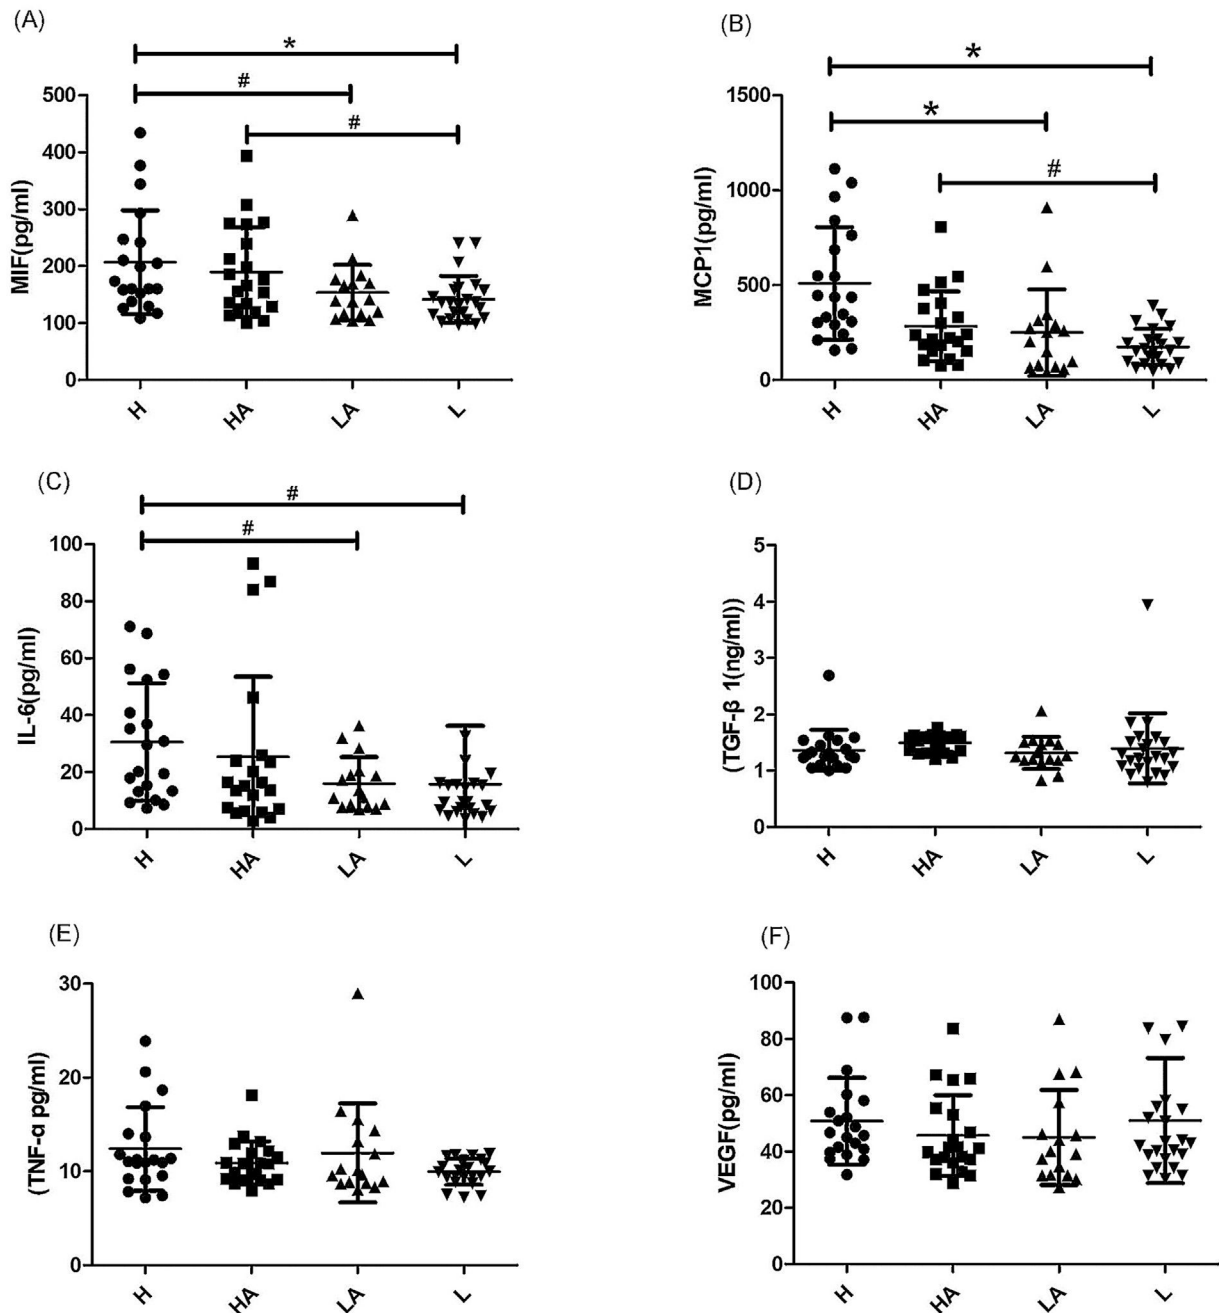 (A)
*
#
#
500
400
300
200
100
0
MIF(pg/ml)
H
HA
LA
L
(B)
*
*
#
1500
1000
500
0
MCP1(pg/ml)
H
HA
LA
L
(C)
#
#
100
80
60
40
20
0
IL-6(pg/ml)
H
HA
LA
L
(D)
5
4
3
2
1
0
(TGF-β 1(ng/ml))
H
HA
LA
L
(E)
30
20
10
0
(TNF-α pg/ml)
H
HA
LA
L
(F)
100
80
60
40
20
0
VEGF(pg/ml)
H
HA
LA
L